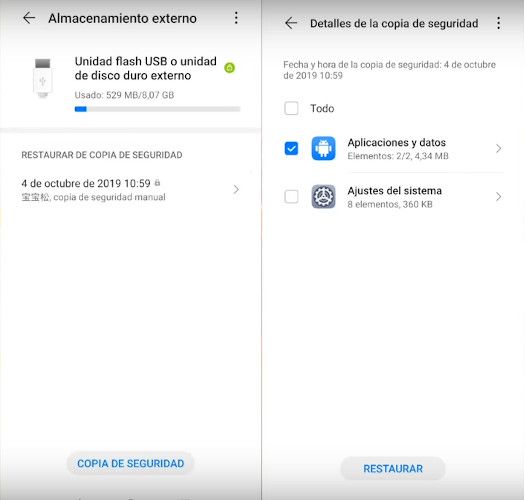 Almacenamiento externo
Unidad flash USB o unidad
de disco duro externo
Usado: 529 MB/8,07 GB
RESTAURAR DE COPIA DE SEGURIDAD
4 de octubre de 2019 10:59
宝宝松, copia de seguridad manual
COPIA DE SEGURIDAD
Detalles de la copia de seguridad
Fecha y hora de la copia de seguridad: 4 de octubre
de 2019 10:59
Todo
Aplicaciones y datos
Elementos: 2/2, 4,34 MB
Ajustes del sistema
8 elementos, 360 KB
RESTAURAR